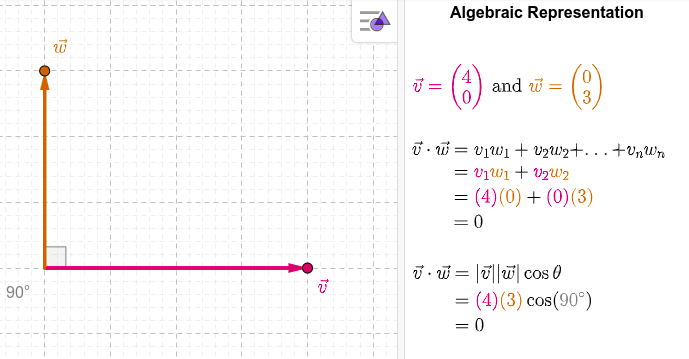 w⃗
90°
v⃗
Algebraic Representation
v⃗ = (4 0) and w⃗ = (0 3)
v⃗ · w⃗ = v₁w₁ + v₂w₂+. . . +vₙwₙ
= v₁w₁ + v₂w₂
= (4)(0) + (0)(3)
= 0
v⃗ · w⃗ = |v⃗||w⃗| cos θ
= (4)(3) cos(90°)
= 0